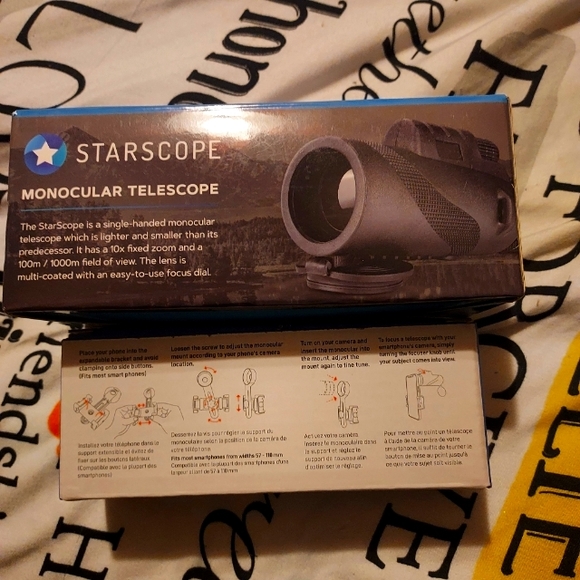 STARSCOPE
MONOCULAR TELESCOPE
The StarScope is a single-handed monocular
telescope which is lighter and smaller than its
predecessor. It has a 10x fixed zoom and a
100m / 1000m field of view. The lens is
multi-coated with an easy-to-use focus dial.
Place your phone into the
expandable bracket and avoid
clamping onto side buttons.
(Fits most smart phones)
Loosen the screw to adjust the monocular
mount according to your phone's camera
location.
Turn on your camera and
insert the monocular into
the mount, adjust the
mount again to fine tune.
To focus a telescope with your
smartphone's camera, simply
turning the focuser knob until
your subject comes into view.
Installez votre téléphone dans le
support extensible et évitez de
fixer sur les boutons latéraux
(Compatible avec la plupart des
smartphones)
Desserrer la vis pour régler le support du
monoculaire selon la position de la caméra de
votre téléphone.
Fits most smartphones from widths 57 - 110 mm
Compatible avec la plupart des smartphones d'une
largeur allant de 57 à 110mm
Activez votre caméra,
insérez le monoculaire dans
le support et réglez le
support de nouveau afin
d'optimiser le réglage.
Pour mettre au point un télescope
à l'aide de la caméra de votre
smartphone, il suffit de tourner le
bouton de mise au point jusqu'à
ce que votre sujet soit visible.